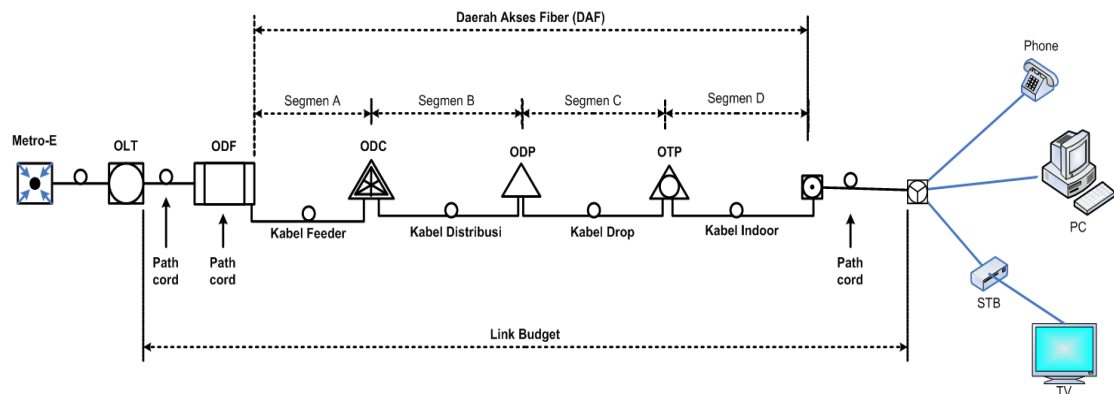 Daerah Akses Fiber (DAF)
Phone
Segmen A
Segmen B
Segmen C
Segmen D
Metro-E
OLT
ODF
ODC
ODP
OTP
Kabel Feeder
Kabel Distribusi
Kabel Drop
Kabel Indoor
PC
Path
cord
Path
cord
Path
cord
STB
Link Budget
TV